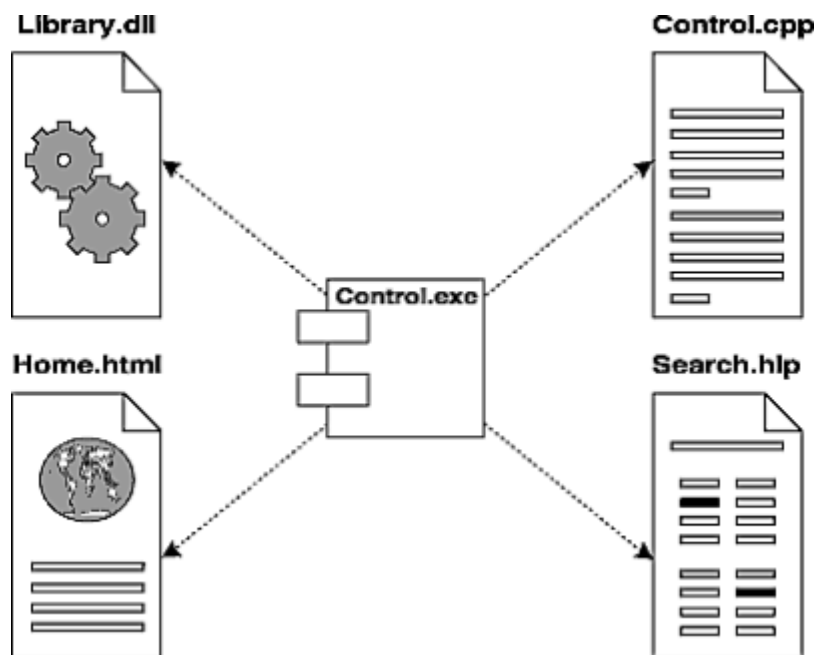 Library.dll
Control.cpp
Control.exe
Home.html
Search.hlp